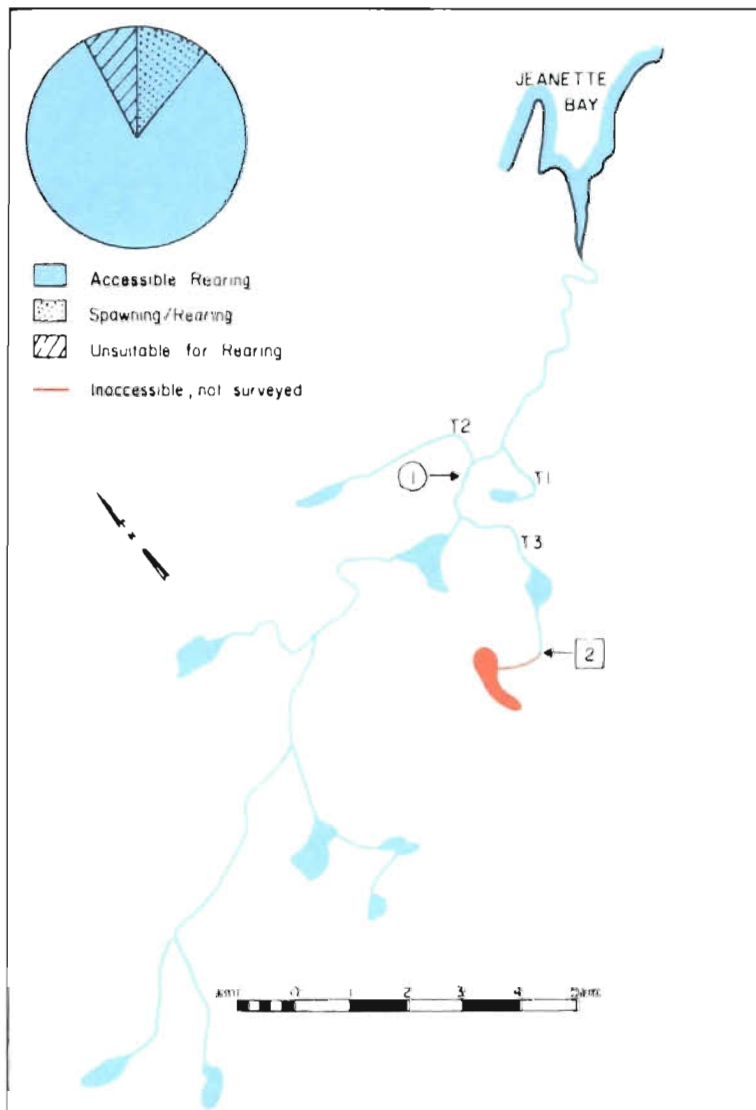 JEANETTE
BAY
Accessible Rearing
Spawning/Rearing
Unsuitable for Rearing
Inaccessible, not surveyed
T2
1
T1
T3
2
0 1 2 3 4 5